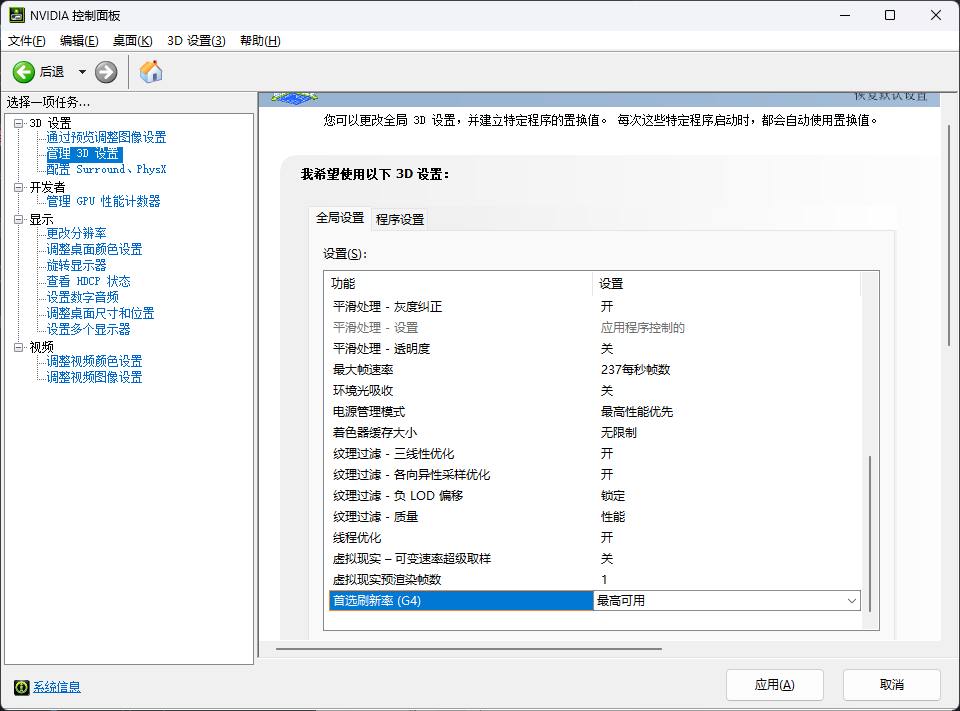 NVIDIA 控制面板
文件(F) 编辑(E) 桌面(K) 3D 设置(3) 帮助(H)
后退
选择一项任务...
3D 设置
通过预览调整图像设置
管理 3D 设置
配置 Surround、PhysX
开发者
管理 GPU 性能计数器
显示
更改分辨率
调整桌面颜色设置
旋转显示器
查看 HDCP 状态
设置数字音频
调整桌面尺寸和位置
设置多个显示器
视频
调整视频颜色设置
调整视频图像设置
系统信息
恢复默认设置
您可以更改全局 3D 设置，并建立特定程序的置换值。 每次这些特定程序启动时，都会自动使用置换值。
我希望使用以下 3D 设置:
全局设置 程序设置
设置(S):
功能 设置
平滑处理 - 灰度纠正 开
平滑处理 - 设置 应用程序控制的
平滑处理 - 透明度 关
最大帧速率 237每秒帧数
环境光吸收 关
电源管理模式 最高性能优先
着色器缓存大小 无限制
纹理过滤 - 三线性优化 开
纹理过滤 - 各向异性采样优化 开
纹理过滤 - 负 LOD 偏移 锁定
纹理过滤 - 质量 性能
线程优化 开
虚拟现实 – 可变速率超级取样 关
虚拟现实预渲染帧数 1
首选刷新率 (G4) 最高可用
应用(A) 取消